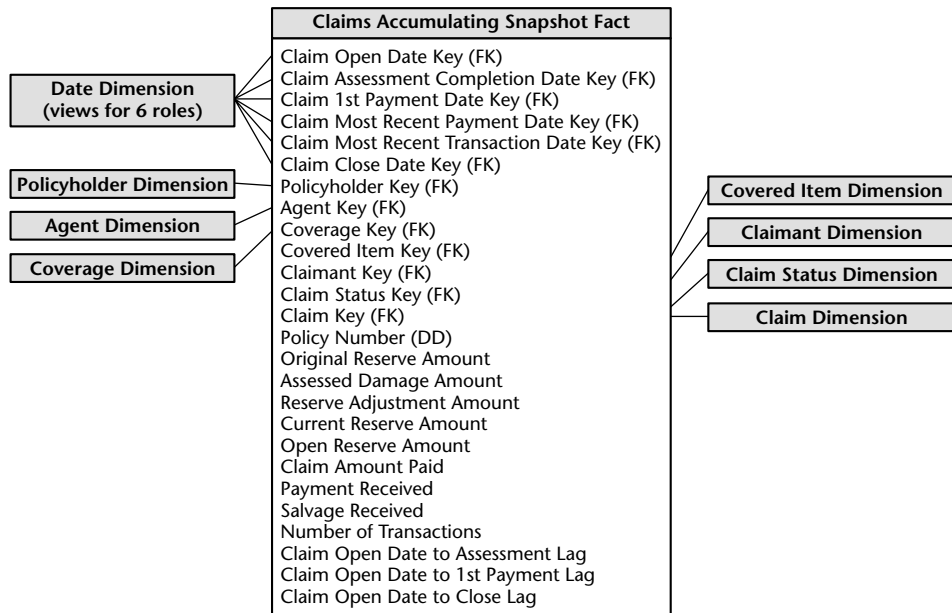 Claims Accumulating Snapshot Fact
Date Dimension
(views for 6 roles)
Policyholder Dimension
Agent Dimension
Coverage Dimension
Claim Open Date Key (FK)
Claim Assessment Completion Date Key (FK)
Claim 1st Payment Date Key (FK)
Claim Most Recent Payment Date Key (FK)
Claim Most Recent Transaction Date Key (FK)
Claim Close Date Key (FK)
Policyholder Key (FK)
Agent Key (FK)
Coverage Key (FK)
Covered Item Key (FK)
Claimant Key (FK)
Claim Status Key (FK)
Claim Key (FK)
Policy Number (DD)
Original Reserve Amount
Assessed Damage Amount
Reserve Adjustment Amount
Current Reserve Amount
Open Reserve Amount
Claim Amount Paid
Payment Received
Salvage Received
Number of Transactions
Claim Open Date to Assessment Lag
Claim Open Date to 1st Payment Lag
Claim Open Date to Close Lag
Covered Item Dimension
Claimant Dimension
Claim Status Dimension
Claim Dimension